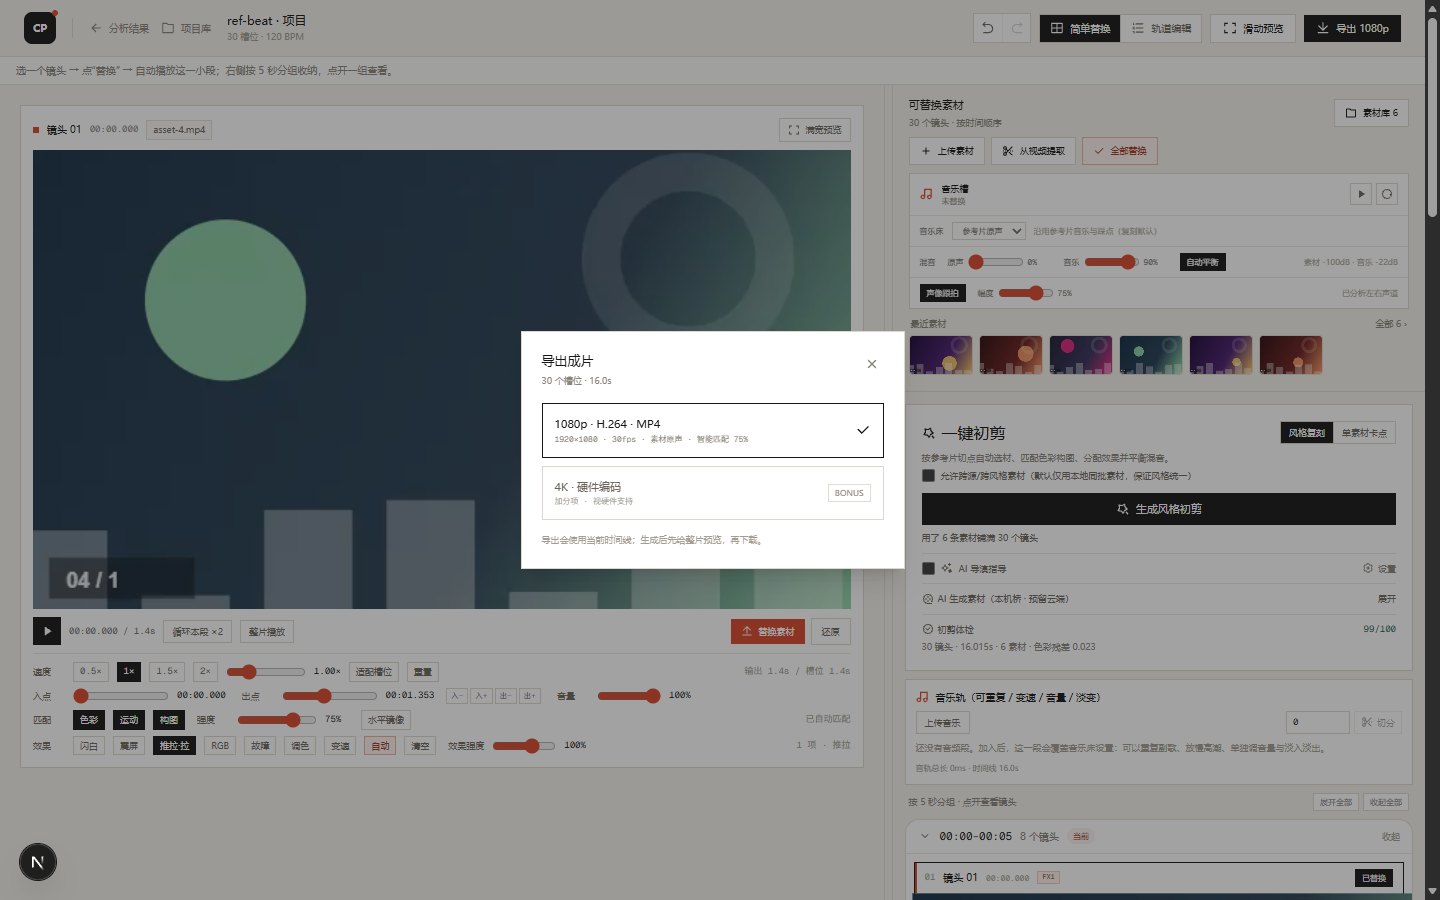 CP
分析结果
项目库
ref-beat · 项目
30 槽位 · 120 BPM
简单替换
轨道编辑
滑动预览
导出 1080p
选一个镜头 → 点“替换” → 自动播放这一小段；右侧按 5 秒分组收纳，点开一组查看。
镜头 01 00:00.000 asset-4.mp4
满宽预览
04 / 1
00:00.000 / 1.4s 循环本段 ×2 整片播放
替换素材 还原
速度 0.5× 1× 1.5× 2× 1.00× 适配槽位 重置
输出 1.4s / 槽位 1.4s
入点 00:00.000 出点 00:01.353 入- 入+ 出- 出+ 音量 100%
匹配 色彩 运动 构图 强度 75% 水平镜像
已自动匹配
效果 闪白 震屏 推拉·拉 RGB 故障 调色 变速 自动 清空 效果强度 100%
1 项 · 推拉
N
导出成片
30 个槽位 · 16.0s
1080p · H.264 · MP4
1920×1080 · 30fps · 素材原声 · 智能匹配 75%
4K · 硬件编码
加分项 · 视硬件支持
BONUS
导出会使用当前时间线；生成后先给整片预览，再下载。
可替换素材
30 个镜头 · 按时间顺序
素材库 6
上传素材
从视频提取
全部替换
音乐槽
未替换
音乐床 参考片原声 沿用参考片音乐与踩点（复刻默认）
混音 原声 0% 音乐 90% 自动平衡 素材 -100dB · 音乐 -22dB
声像跟拍 幅度 75% 已分析左右声道
最近素材 全部 6 ›
一键初剪
风格复刻 单素材卡点
按参考片切点自动选材、匹配色彩构图、分配效果并平衡混音。
允许跨源/跨风格素材（默认仅用本地同批素材，保证风格统一）
生成风格初剪
用了 6 条素材铺满 30 个镜头
AI 导演指导 设置
AI 生成素材（本机桥 · 预留云端） 展开
初剪体检 99/100
30 镜头 · 16.015s · 6 素材 · 色彩残差 0.023
音乐轨（可重复 / 变速 / 音量 / 淡变）
上传音乐 0 切分
还没有音频段。加入后，这一段会覆盖音乐床设置：可以重复副歌、放慢高潮、单独调音量与淡入淡出。
音轨总长 0ms · 时间线 16.0s
按 5 秒分组 · 点开查看镜头 展开全部 收起全部
00:00-00:05 8 个镜头 当前 收起
01 镜头 01 00:00.000 FX1 已替换